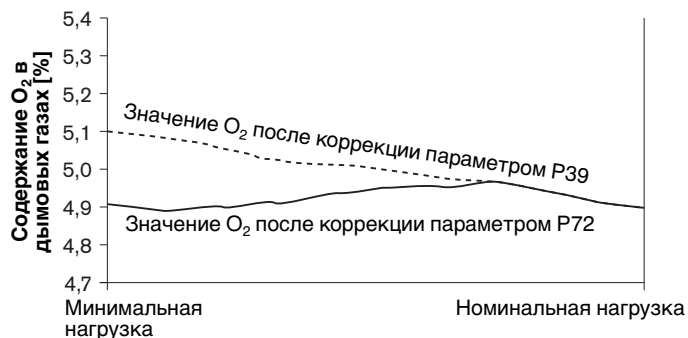 Содержание O₂ в
дымовых газах [%]
5,4
5,3
5,2
5,1
5,0
4,9
4,8
4,7
Значение O₂ после коррекции параметром P39
Значение O₂ после коррекции параметром P72
Минимальная
нагрузка
Номинальная нагрузка